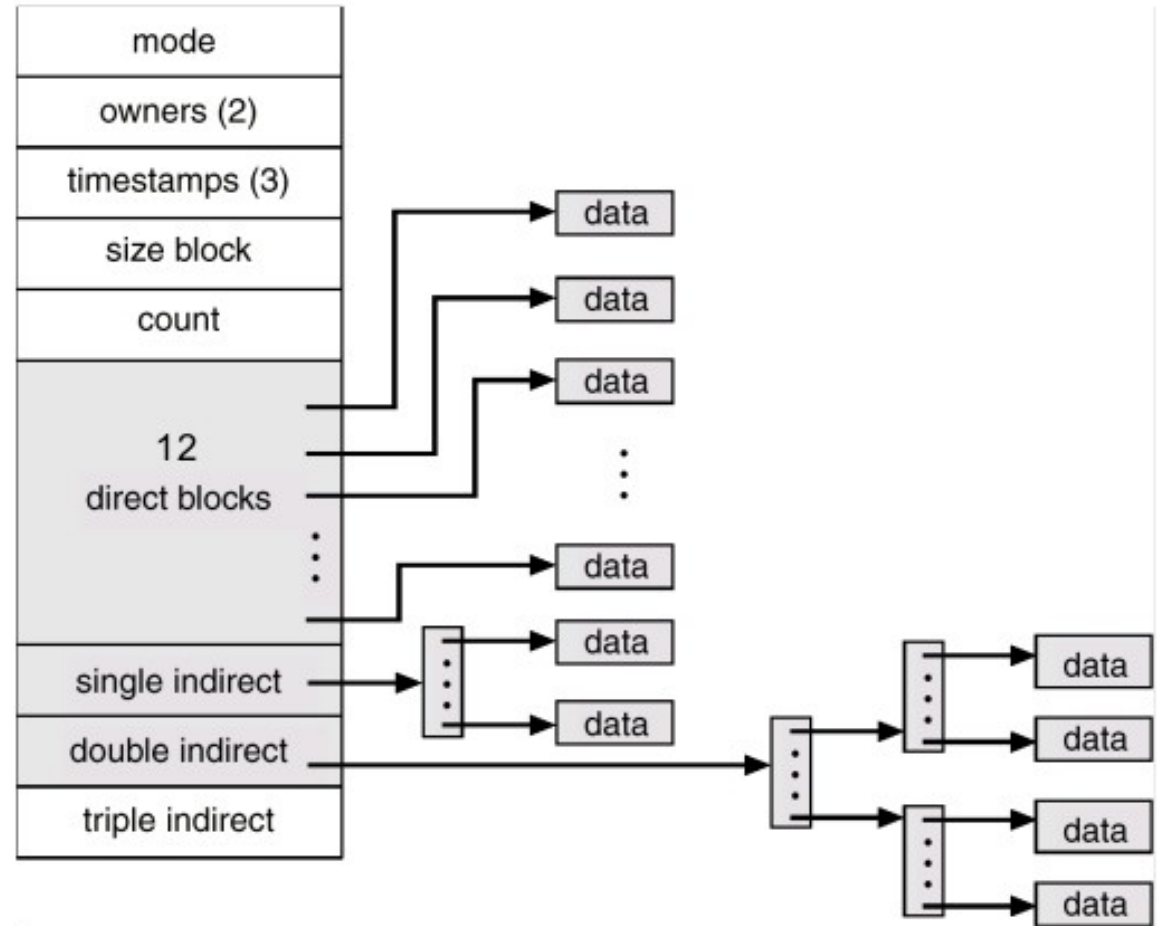 mode
owners (2)
timestamps (3)
size block
count
12
direct blocks
single indirect
double indirect
triple indirect
data
data
data
data
data
data
data
data
data
data